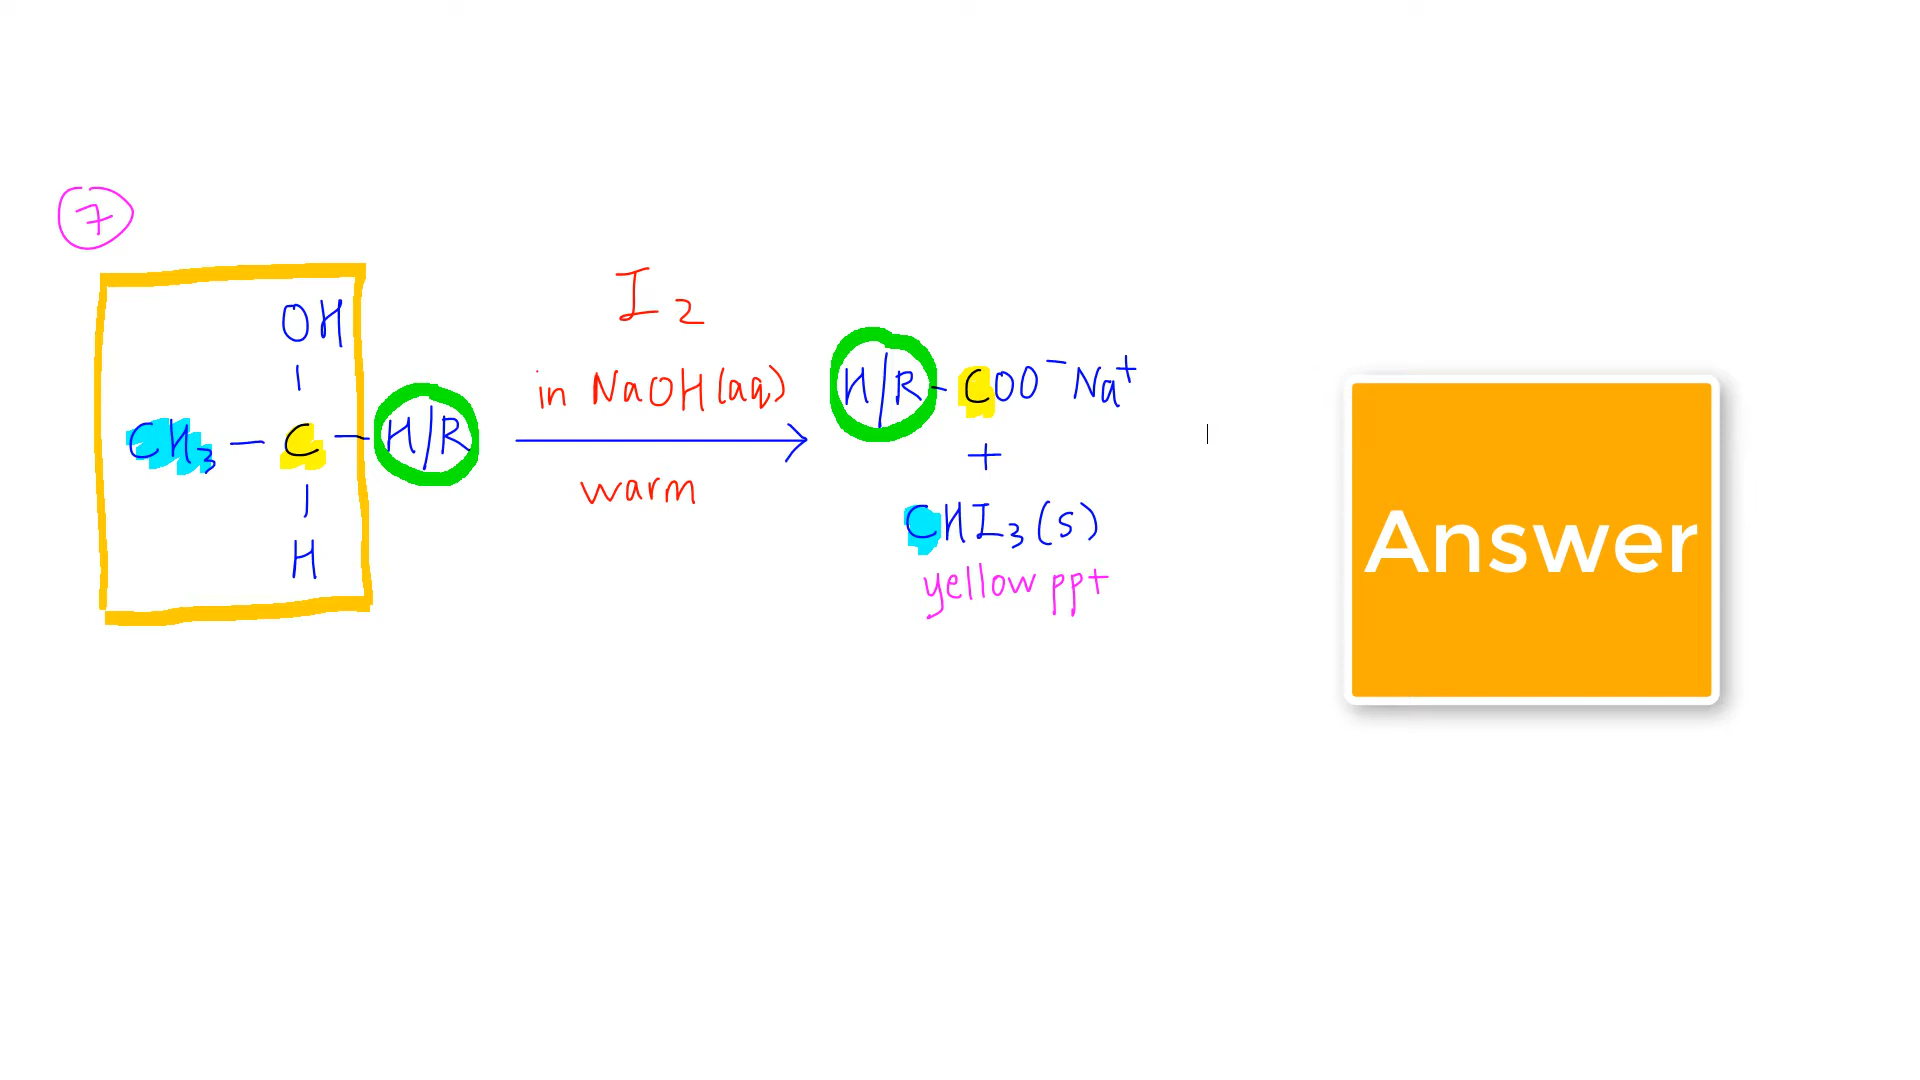 7
OH
CH₃ – C – H/R
H
I₂
in NaOH(aq)
warm
H/R – COO⁻Na⁺
+
CHI₃(s)
yellow ppt
Answer